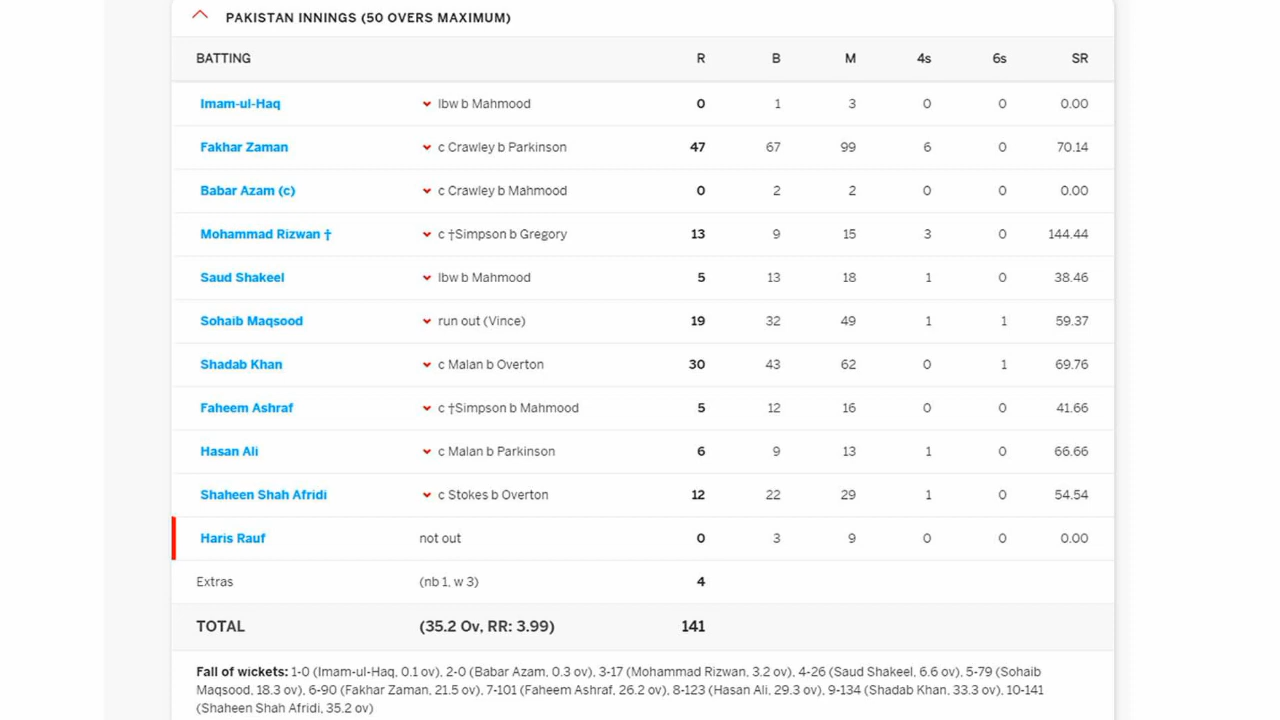 PAKISTAN INNINGS (50 OVERS MAXIMUM)
BATTING R B M 4s 6s SR
Imam-ul-Haq lbw b Mahmood 0 1 3 0 0 0.00
Fakhar Zaman c Crawley b Parkinson 47 67 99 6 0 70.14
Babar Azam (c) c Crawley b Mahmood 0 2 2 0 0 0.00
Mohammad Rizwan † c †Simpson b Gregory 13 9 15 3 0 144.44
Saud Shakeel lbw b Mahmood 5 13 18 1 0 38.46
Sohaib Maqsood run out (Vince) 19 32 49 1 1 59.37
Shadab Khan c Malan b Overton 30 43 62 0 1 69.76
Faheem Ashraf c †Simpson b Mahmood 5 12 16 0 0 41.66
Hasan Ali c Malan b Parkinson 6 9 13 1 0 66.66
Shaheen Shah Afridi c Stokes b Overton 12 22 29 1 0 54.54
Haris Rauf not out 0 3 9 0 0 0.00
Extras (nb 1, w 3) 4
TOTAL (35.2 Ov, RR: 3.99) 141
Fall of wickets: 1-0 (Imam-ul-Haq, 0.1 ov), 2-0 (Babar Azam, 0.3 ov), 3-17 (Mohammad Rizwan, 3.2 ov), 4-26 (Saud Shakeel, 6.6 ov), 5-79 (Sohaib
Maqsood, 18.3 ov), 6-90 (Fakhar Zaman, 21.5 ov), 7-101 (Faheem Ashraf, 26.2 ov), 8-123 (Hasan Ali, 29.3 ov), 9-134 (Shadab Khan, 33.3 ov), 10-141
(Shaheen Shah Afridi, 35.2 ov)